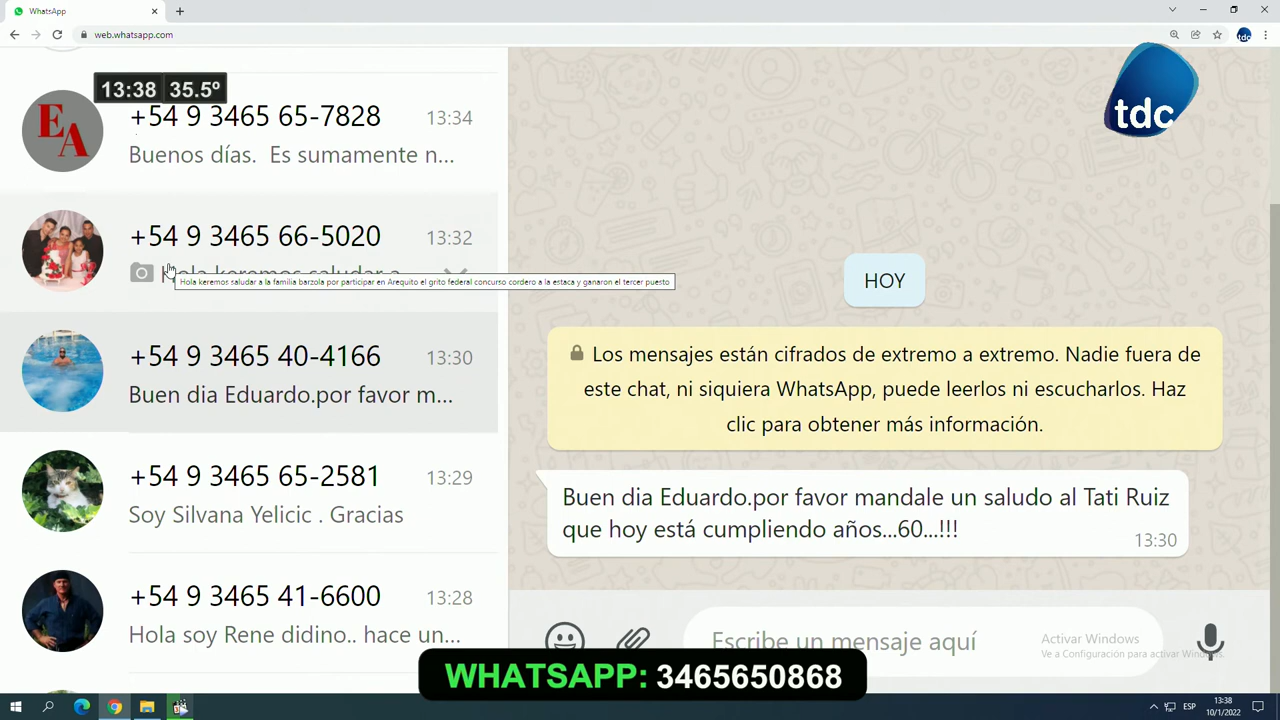 WhatsApp
web.whatsapp.com
13:38 35.5º
tdc
EA
+54 9 3465 65-7828 13:34
Buenos días. Es sumamente n...
+54 9 3465 66-5020 13:32
Hola keremos saludar a
Hola keremos saludar a la familia barzola por participar en Arequito el grito federal concurso cordero a la estaca y ganaron el tercer puesto
+54 9 3465 40-4166 13:30
Buen dia Eduardo.por favor m...
+54 9 3465 65-2581 13:29
Soy Silvana Yelicic . Gracias
+54 9 3465 41-6600 13:28
Hola soy Rene didino.. hace un...
HOY
Los mensajes están cifrados de extremo a extremo. Nadie fuera de
este chat, ni siquiera WhatsApp, puede leerlos ni escucharlos. Haz
clic para obtener más información.
Buen dia Eduardo.por favor mandale un saludo al Tati Ruiz
que hoy está cumpliendo años...60...!!!
13:30
Escribe un mensaje aquí
Activar Windows
Ve a Configuración para activar Windows.
WHATSAPP: 3465650868
ESP
13:38
10/1/2022